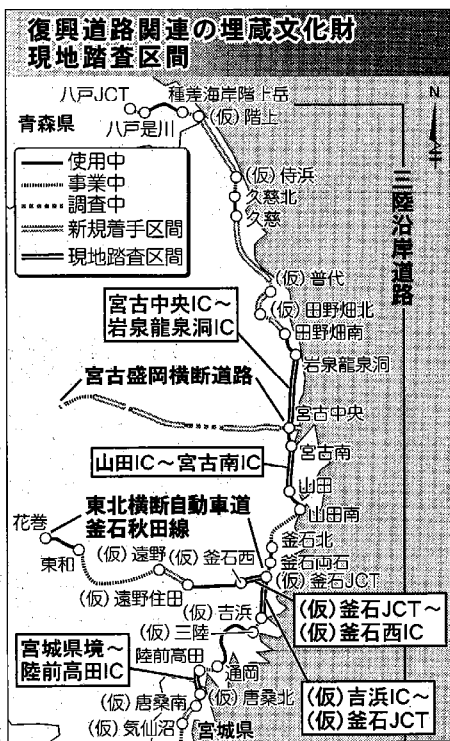 復興道路関連の埋蔵文化財
現地踏査区間
N
八戸JCT
種差海岸階上岳
青森県
八戸是川
(仮)階上
使用中
事業中
調査中
新規着手区間
現地踏査区間
三陸沿岸道路
(仮)侍浜
久慈北
久慈
(仮)普代
(仮)田野畑北
田野畑南
宮古中央IC~
岩泉龍泉洞IC
岩泉龍泉洞
宮古盛岡横断道路
宮古中央
宮古南
山田IC~宮古南IC
山田
山田南
東北横断自動車道
釜石秋田線
花巻
東和
(仮)遠野
(仮)釜石西
釜石北
釜石両石
(仮)釜石JCT
(仮)遠野住田
(仮)釜石JCT~
(仮)釜石西IC
(仮)吉浜
(仮)三陸
宮城県境~
陸前高田IC
陸前高田
通岡
(仮)唐桑北
(仮)唐桑南
(仮)吉浜IC~
(仮)釜石JCT
(仮)気仙沼
宮城県